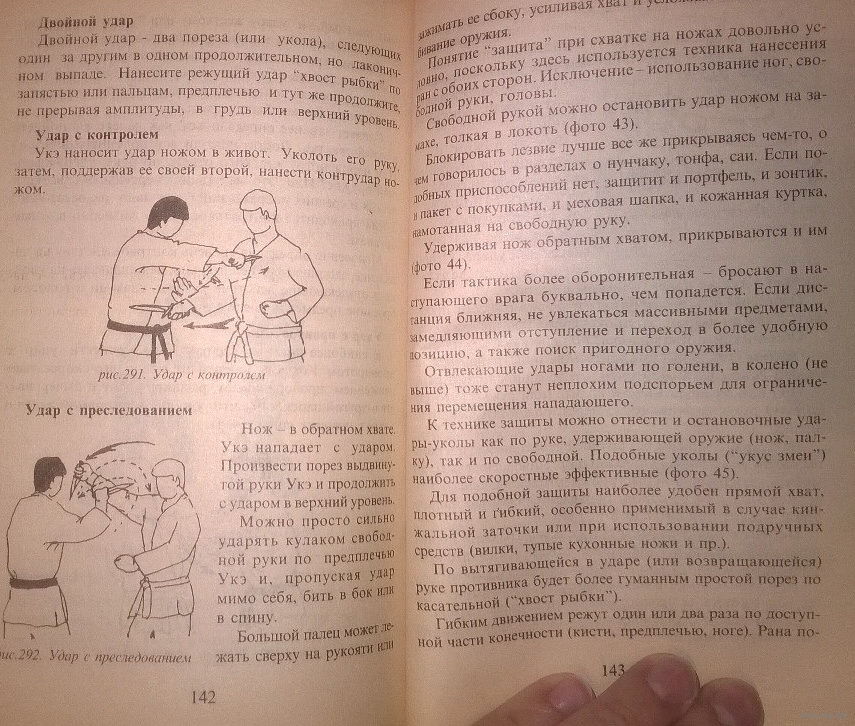 Двойной удар
Двойной удар - два пореза (или укола), следующих
один за другим в одном продолжительном, но лаконич-
ном выпаде. Нанесите режущий удар “хвост рыбки” по
запястью или пальцам, предплечью и тут же продолжите,
не прерывая амплитуды, в грудь или верхний уровень.
Удар с контролем
Укэ наносит удар ножом в живот. Уколоть его руку,
затем, поддержав ее своей второй, нанести контрудар но-
жом.
рис.291. Удар с контролем
Удар с преследованием
Нож – в обратном хвате.
Укэ нападает с ударом.
Произвести порез выдвину-
той руки Укэ и продолжить
с ударом в верхний уровень.
Можно просто сильно
ударять кулаком свобод-
ной руки по предплечью
Укэ и, пропуская удар
мимо себя, бить в бок или
в спину.
Большой палец может ле-
жать сверху на рукояти или
рис.292. Удар с преследованием
142
зажимать ее сбоку, усиливая хват и
бивание оружия.
Понятие “защита” при схватке на ножах довольно ус-
ловно, поскольку здесь используется техника нанесения
ран с обоих сторон. Исключение – использование ног, сво-
бодной руки, головы.
Свободной рукой можно остановить удар ножом на за-
махе, толкая в локоть (фото 43).
Блокировать лезвие лучше все же прикрываясь чем-то, о
чем говорилось в разделах о нунчаку, тонфа, саи. Если по-
добных приспособлений нет, защитит и портфель, и зонтик,
и пакет с покупками, и меховая шапка, и кожанная куртка,
намотанная на свободную руку.
Удерживая нож обратным хватом, прикрываются и им
(фото 44).
Если тактика более оборонительная – бросают в на-
ступающего врага буквально, чем попадется. Если дис-
танция ближняя, не увлекаться массивными предметами,
замедляющими отступление и переход в более удобную
позицию, а также поиск пригодного оружия.
Отвлекающие удары ногами по голени, в колено (не
выше) тоже станут неплохим подспорьем для ограниче-
ния перемещения нападающего.
К технике защиты можно отнести и остановочные уда-
ры-уколы как по руке, удерживающей оружие (нож, пал-
ку), так и по свободной. Подобные уколы (“укус змеи”)
наиболее скоростные эффективные (фото 45).
Для подобной защиты наиболее удобен прямой хват,
плотный и гибкий, особенно применимый в случае кин-
жальной заточки или при использовании подручных
средств (вилки, тупые кухонные ножи и пр.).
По вытягивающейся в ударе (или возвращающейся)
руке противника будет более гуманным простой порез по
касательной (“хвост рыбки”).
Гибким движением режут один или два раза по доступ-
ной части конечности (кисти, предплечью, ноге). Рана по-
143